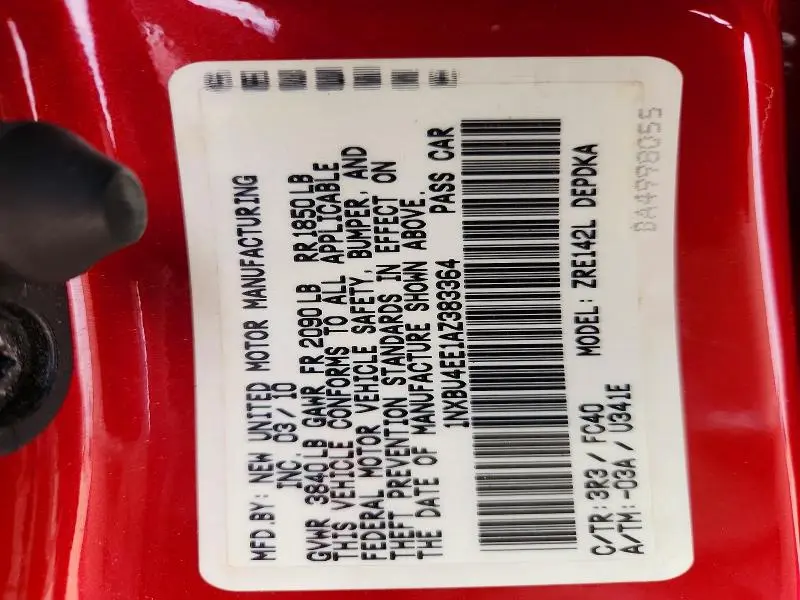 MFD.BY: NEW UNITED MOTOR MANUFACTURING
INC. 03/10
GVWR 3840LB GAWR FR 2090LB RR 1850LB
THIS VEHICLE CONFORMS TO ALL APPLICABLE
FEDERAL MOTOR VEHICLE SAFETY, BUMPER, AND
THEFT PREVENTION STANDARDS IN EFFECT ON
THE DATE OF MANUFACTURE SHOWN ABOVE.
1NXBU4EE1AZ383364 PASS CAR
MODEL: ZRE142L DEPDKA
C/TR: 3R3 / FC40
A/TM: -03A / U341E
BA4998055